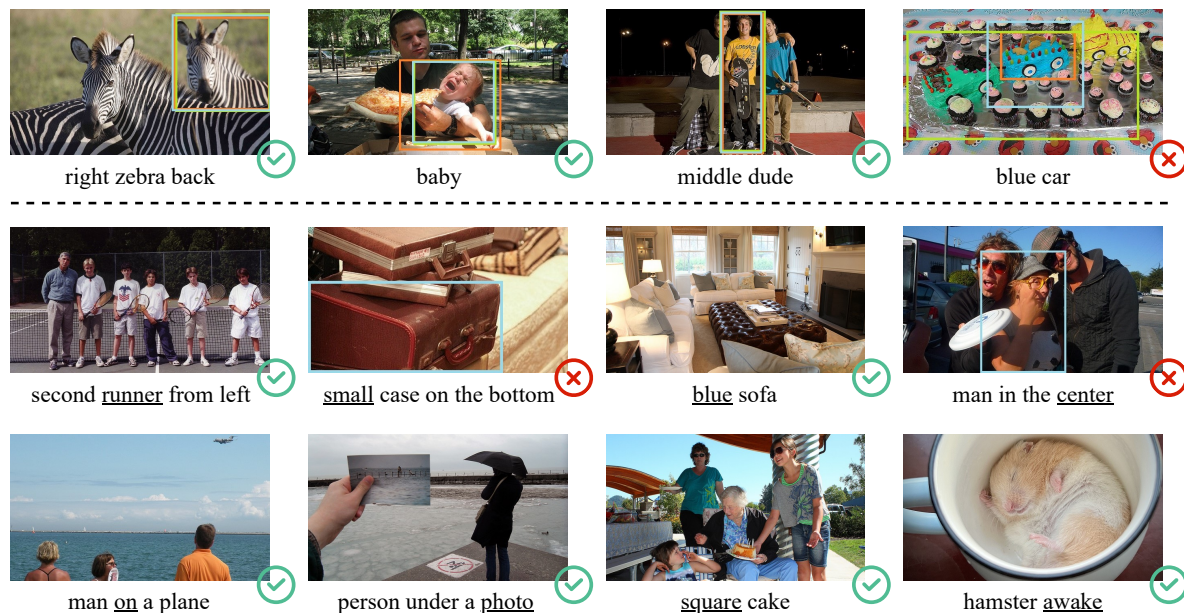 right zebra back
baby
middle dude
blue car
second runner from left
small case on the bottom
blue sofa
man in the center
man on a plane
person under a photo
square cake
hamster awake